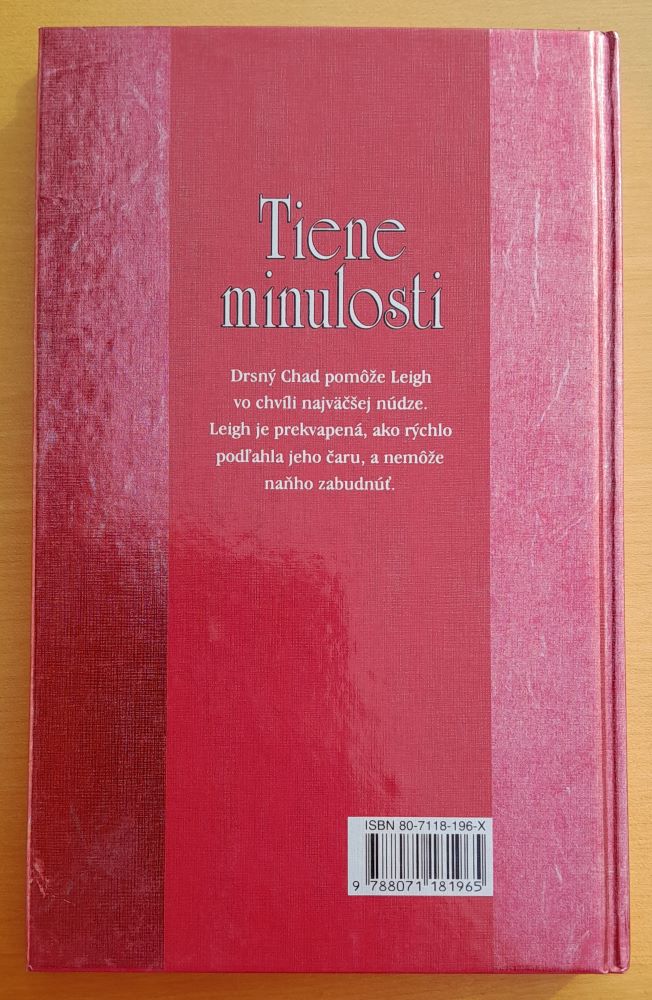 Tiene
minulosti
Drsný Chad pomôže Leigh
vo chvíli najväčšej núdze.
Leigh je prekvapená, ako rýchlo
podľahla jeho čaru, a nemôže
naňho zabudnúť.
ISBN 80-7118-196-X
9 788071 181965